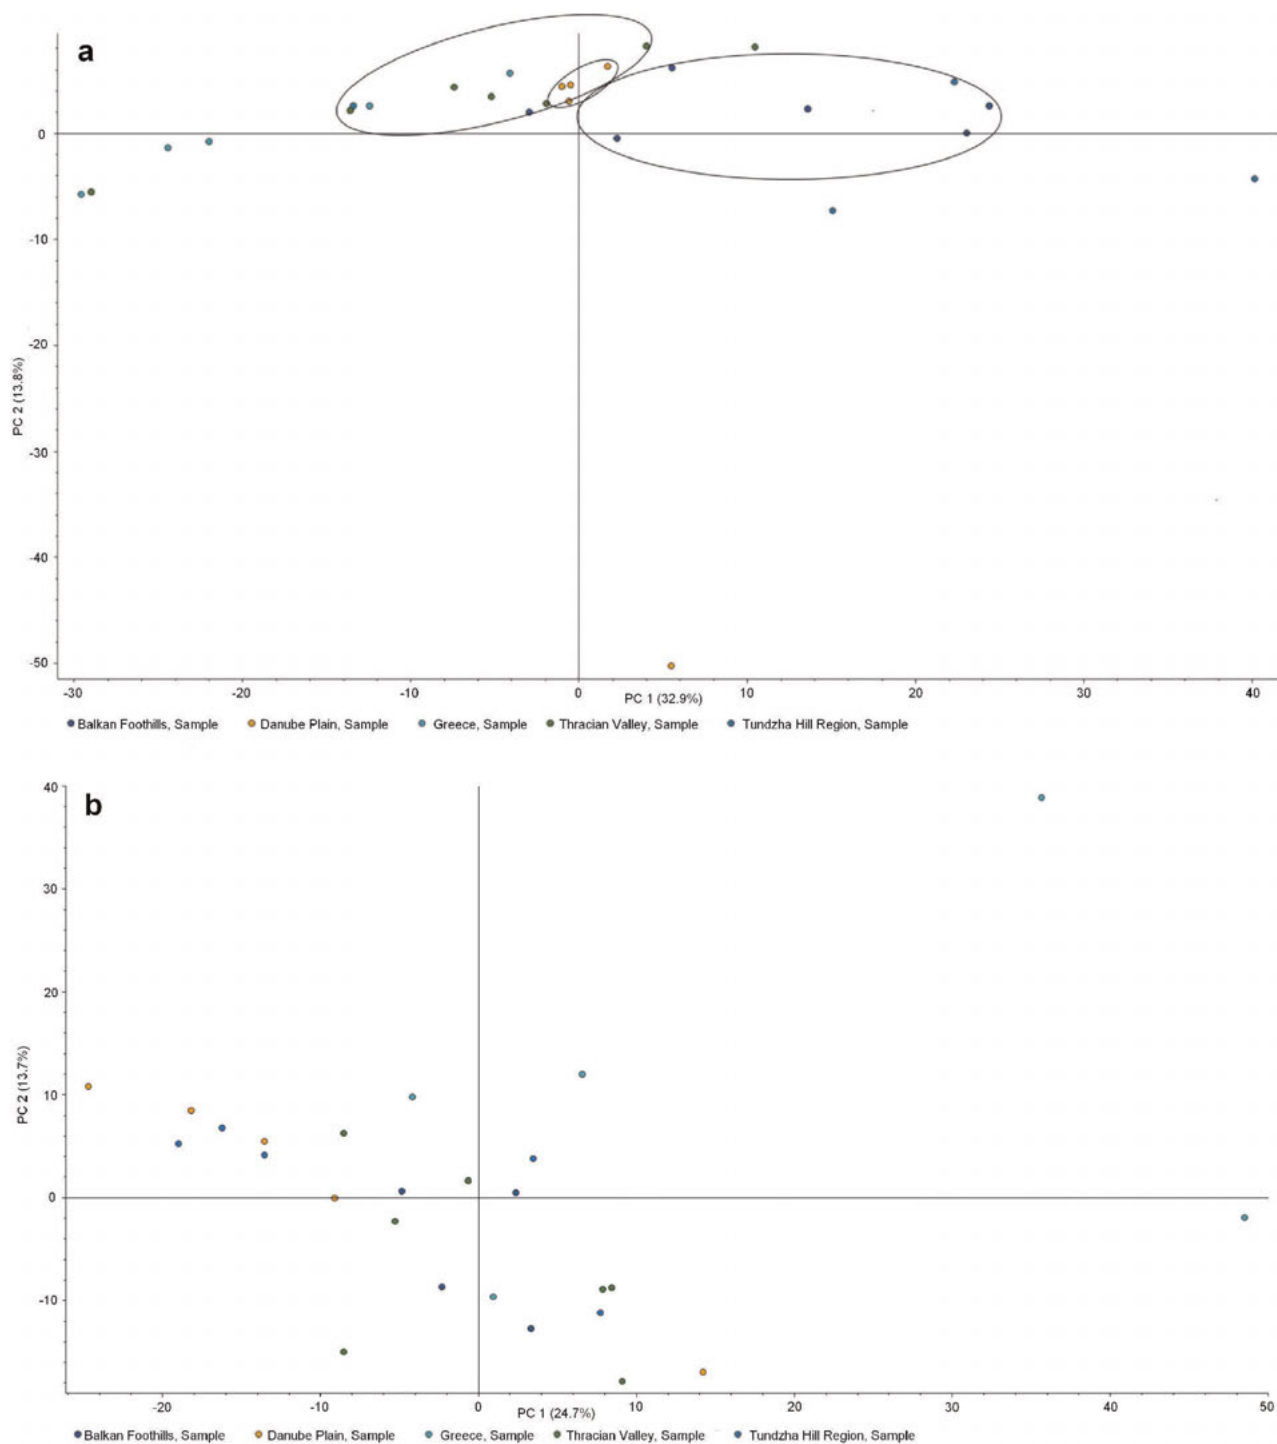 a
0
-10
-20
-30
-40
-50
PC 2 (13.8%)
-30 -20 -10 0 10 20 30 40
PC 1 (32.9%)
Balkan Foothills, Sample Danube Plain, Sample Greece, Sample Thracian Valley, Sample Tundzha Hill Region, Sample
b
40
30
20
10
0
-10
PC 2 (13.7%)
-20 -10 0 10 20 30 40 50
PC 1 (24.7%)
Balkan Foothills, Sample Danube Plain, Sample Greece, Sample Thracian Valley, Sample Tundzha Hill Region, Sample